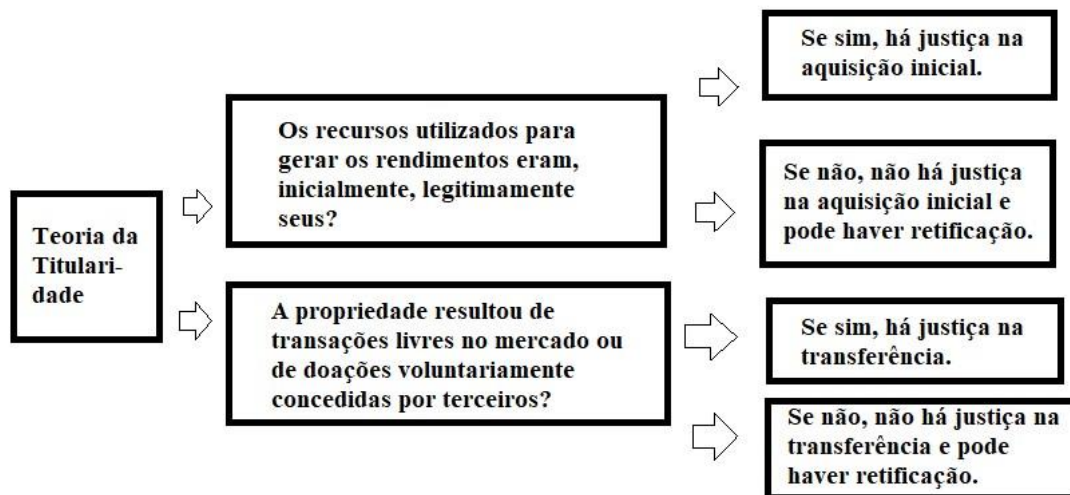 Teoria da
Titulari-
dade
Os recursos utilizados para
gerar os rendimentos eram,
inicialmente, legitimamente
seus?
Se sim, há justiça na
aquisição inicial.
Se não, não há justiça
na aquisição inicial e
pode haver retificação.
A propriedade resultou de
transações livres no mercado ou
de doações voluntariamente
concedidas por terceiros?
Se sim, há justiça na
transferência.
Se não, não há justiça na
transferência e pode
haver retificação.